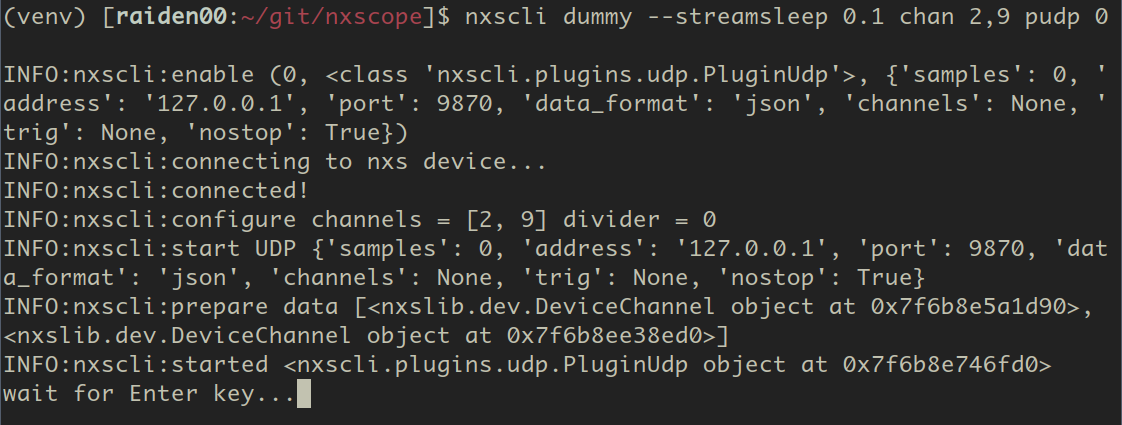 (venv) [raiden00:~/git/nxscope]$ nxscli dummy --streamsleep 0.1 chan 2,9 pudp 0
INFO:nxscli:enable (0, <class 'nxscli.plugins.udp.PluginUdp'>, {'samples': 0, '
address': '127.0.0.1', 'port': 9870, 'data_format': 'json', 'channels': None, '
trig': None, 'nostop': True})
INFO:nxscli:connecting to nxs device...
INFO:nxscli:connected!
INFO:nxscli:configure channels = [2, 9] divider = 0
INFO:nxscli:start UDP {'samples': 0, 'address': '127.0.0.1', 'port': 9870, 'dat
a_format': 'json', 'channels': None, 'trig': None, 'nostop': True}
INFO:nxscli:prepare data [<nxslib.dev.DeviceChannel object at 0x7f6b8e5a1d90>,
<nxslib.dev.DeviceChannel object at 0x7f6b8ee38ed0>]
INFO:nxscli:started <nxscli.plugins.udp.PluginUdp object at 0x7f6b8e746fd0>
wait for Enter key...